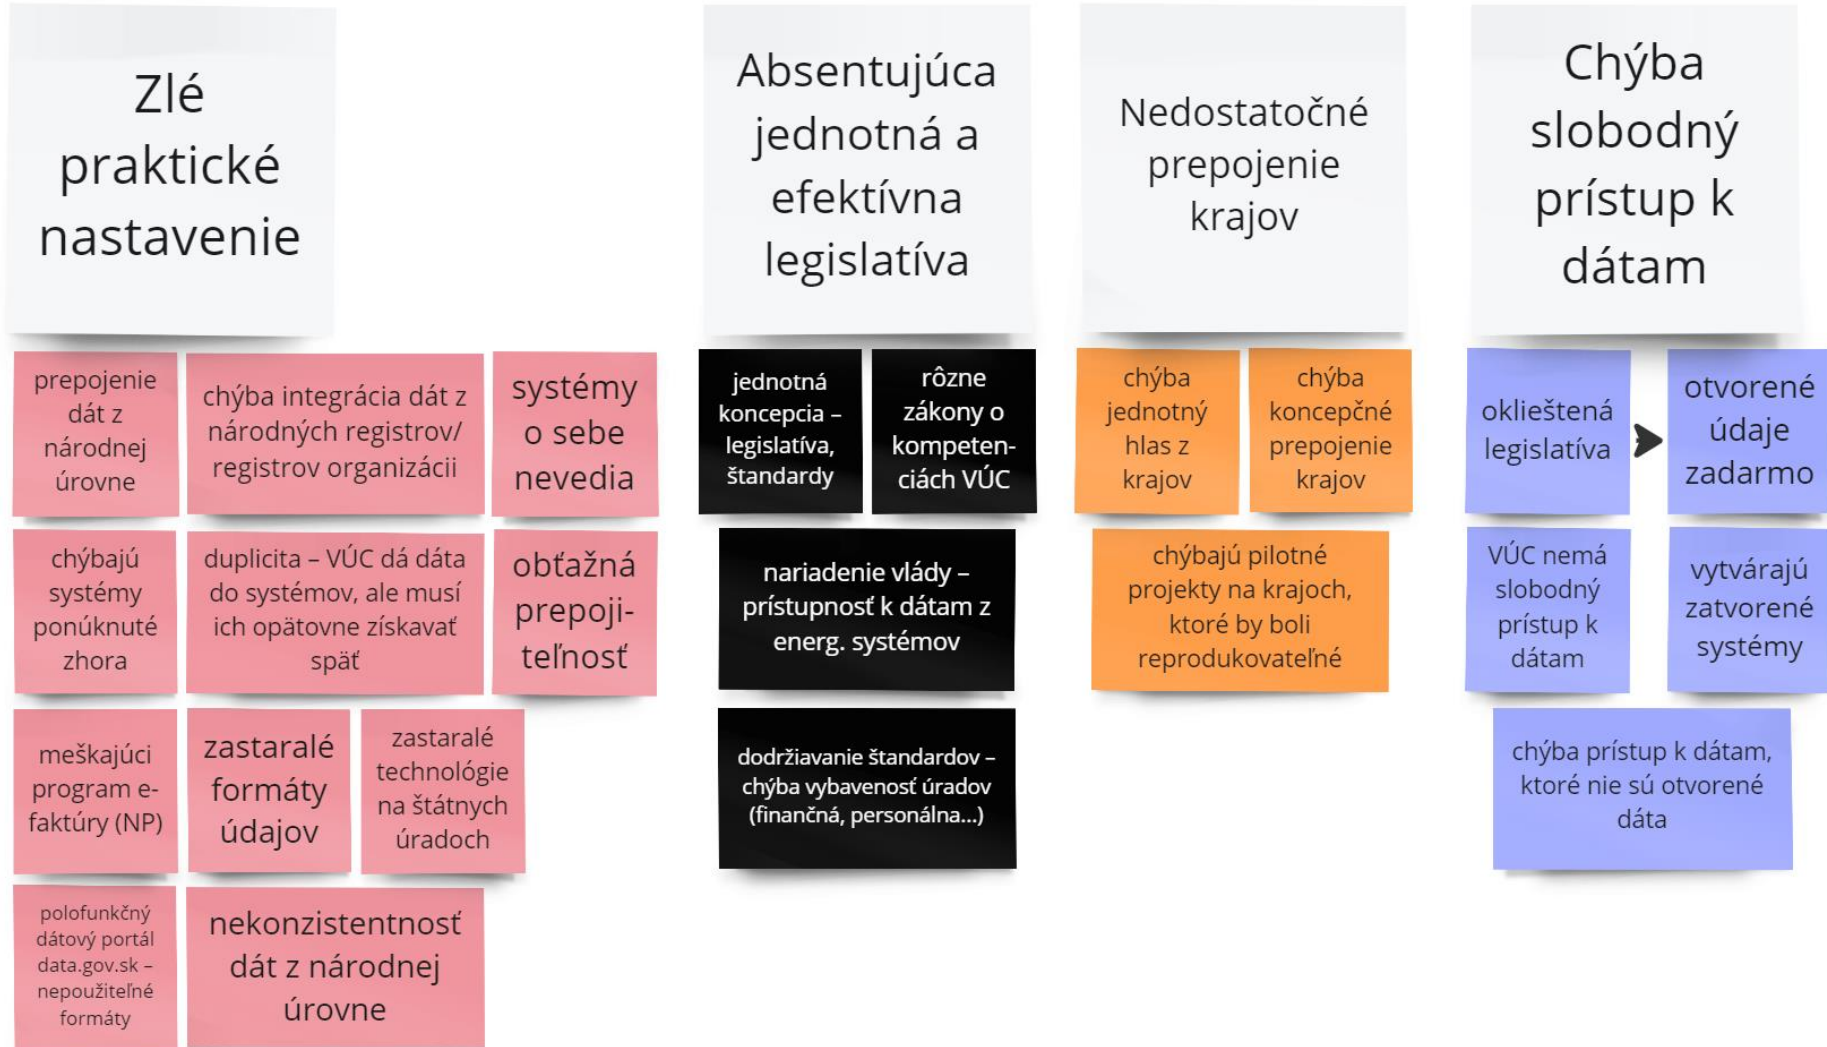 Zlé
praktické
nastavenie
prepojenie
dát z
národnej
úrovne
chýba integrácia dát z
národných registrov/
registrov organizácii
systémy
o sebe
nevedia
chýbajú
systémy
ponúknuté
zhora
duplicita – VÚC dá dáta
do systémov, ale musí
ich opätovne získavať
späť
obťažná
prepoji-
teľnosť
meškajúci
program e-
faktúry (NP)
zastaralé
formáty
údajov
zastaralé
technológie
na štátnych
úradoch
polofunkčný
dátový portál
data.gov.sk –
nepoužiteľné
formáty
nekonzistentnosť
dát z národnej
úrovne
Absentujúca
jednotná a
efektívna
legislatíva
jednotná
koncepcia –
legislatíva,
štandardy
rôzne
zákony o
kompeten-
ciách VÚC
nariadenie vlády –
prístupnosť k dátam z
energ. systémov
dodržiavanie štandardov –
chýba vybavenosť úradov
(finančná, personálna...)
Nedostatočné
prepojenie
krajov
chýba
jednotný
hlas z
krajov
chýba
koncepčné
prepojenie
krajov
chýbajú pilotné
projekty na krajoch,
ktoré by boli
reprodukovateľné
Chýba
slobodný
prístup k
dátam
oklieštená
legislatíva
otvorené
údaje
zadarmo
VÚC nemá
slobodný
prístup k
dátam
vytvárajú
zatvorené
systémy
chýba prístup k dátam,
ktoré nie sú otvorené
dáta